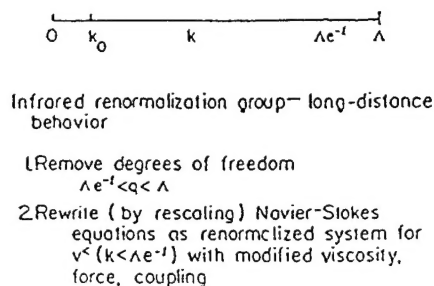 0 k₀ k Λe⁻ˡ Λ
Infrared renormalization group— long-distance
behavior
1. Remove degrees of freedom
Λe⁻ˡ<q< Λ
2. Rewrite (by rescaling) Navier-Stokes
equations as renormalized system for
v<(k<Λe⁻ˡ) with modified viscosity,
force, coupling